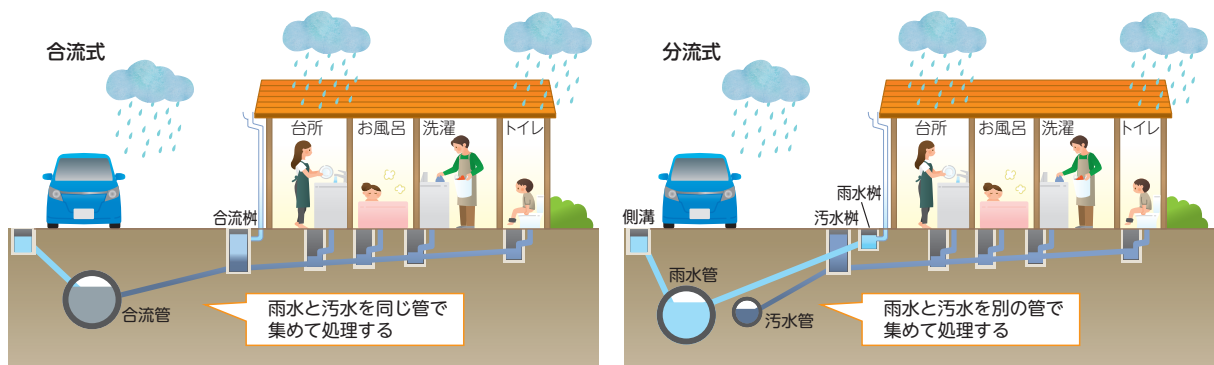 合流式
台所
お風呂
洗濯
トイレ
合流桝
合流管
雨水と汚水を同じ管で
集めて処理する
分流式
台所
お風呂
洗濯
トイレ
雨水桝
側溝
汚水桝
雨水管
汚水管
雨水と汚水を別の管で
集めて処理する